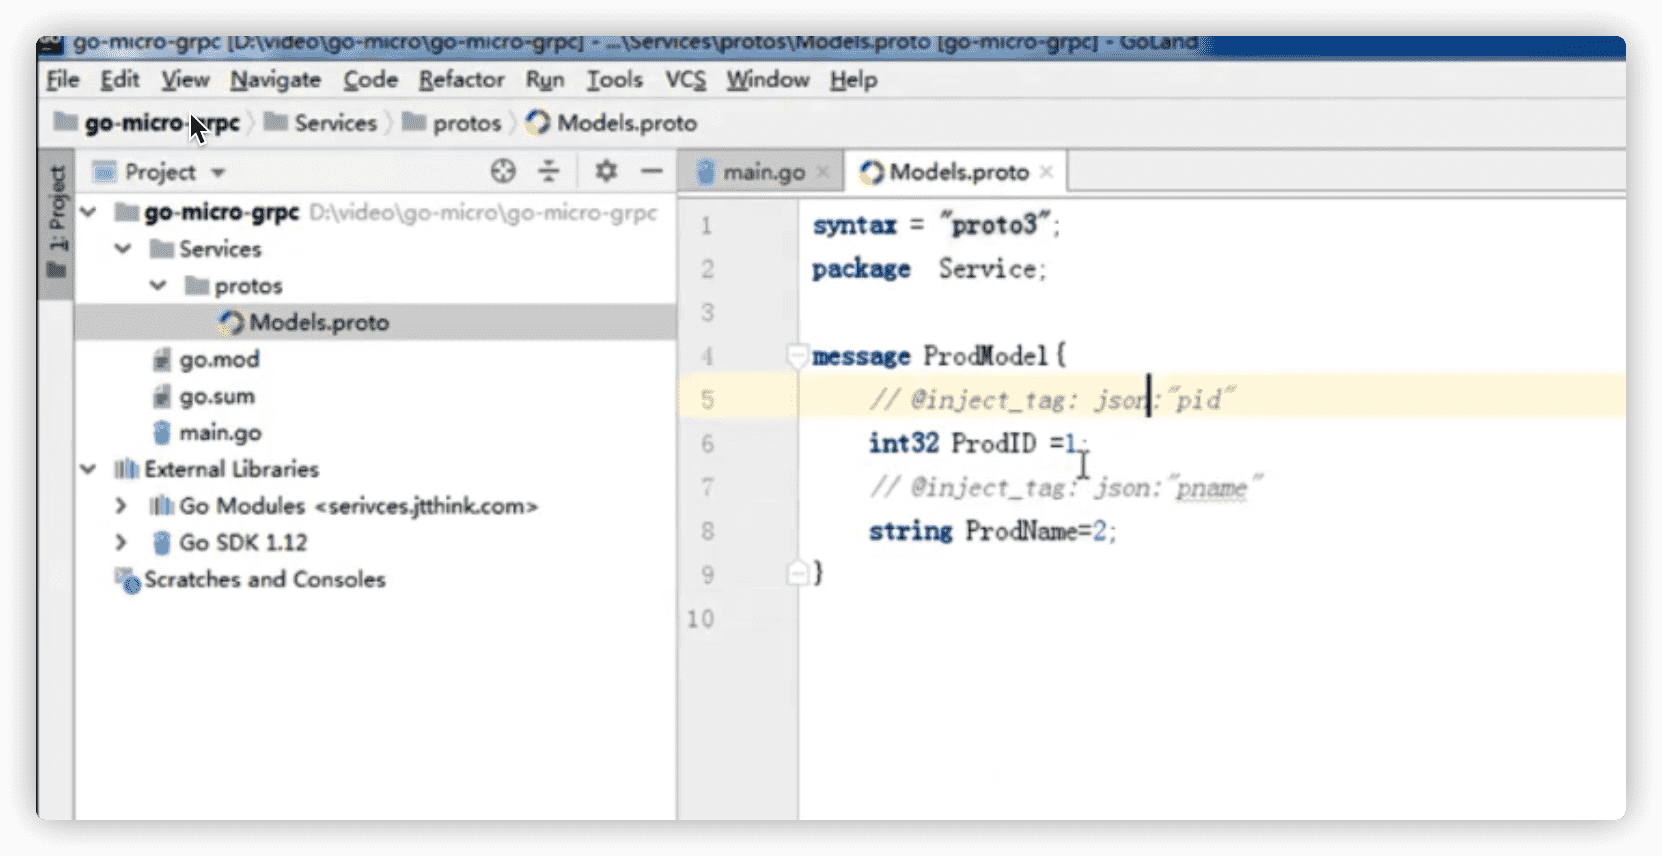 go-micro-grpc [D:\video\go-micro\go-micro-grpc] - ...\Services\protos\Models.proto [go-micro-grpc] - GoLand
File Edit View Navigate Code Refactor Run Tools VCS Window Help
go-micro-grpc Services protos Models.proto
1: Project
Project
go-micro-grpc D:\video\go-micro\go-micro-grpc
Services
protos
Models.proto
go.mod
go.sum
main.go
External Libraries
Go Modules <serivces.jtthink.com>
Go SDK 1.12
Scratches and Consoles
main.go Models.proto
1 syntax = "proto3";
2 package Service;
3
4 message ProdModel{
5 // @inject_tag: json:"pid"
6 int32 ProdID =1;
7 // @inject_tag: json:"pname"
8 string ProdName=2;
9 }
10